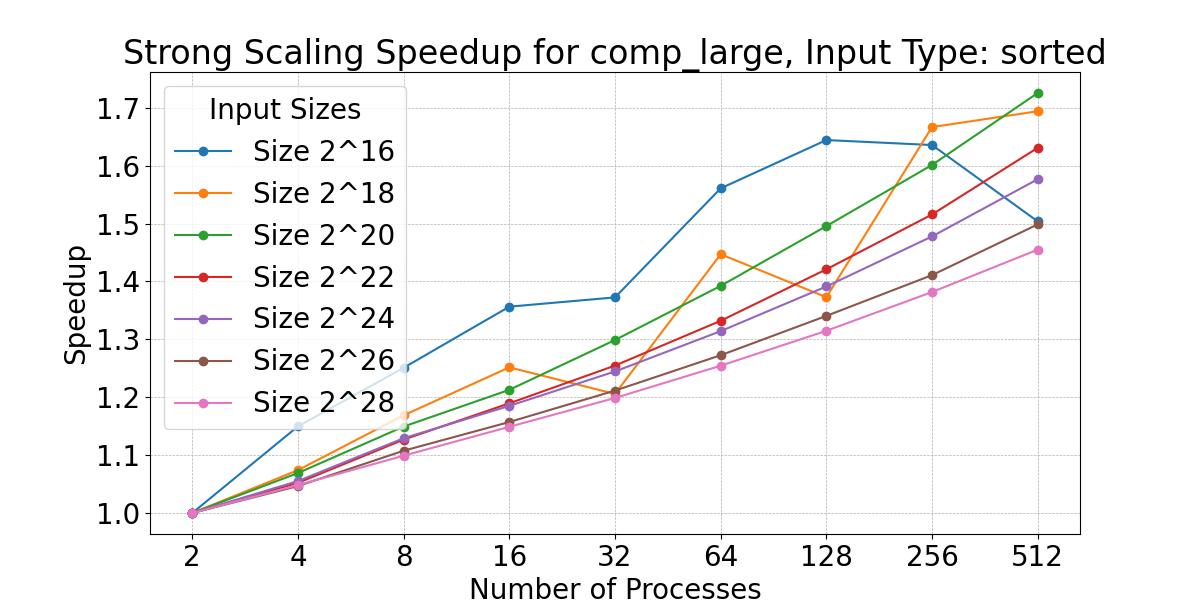 Strong Scaling Speedup for comp_large, Input Type: sorted
Input Sizes
Size 2^16
Size 2^18
Size 2^20
Size 2^22
Size 2^24
Size 2^26
Size 2^28
Speedup
1.7
1.6
1.5
1.4
1.3
1.2
1.1
1.0
2 4 8 16 32 64 128 256 512
Number of Processes